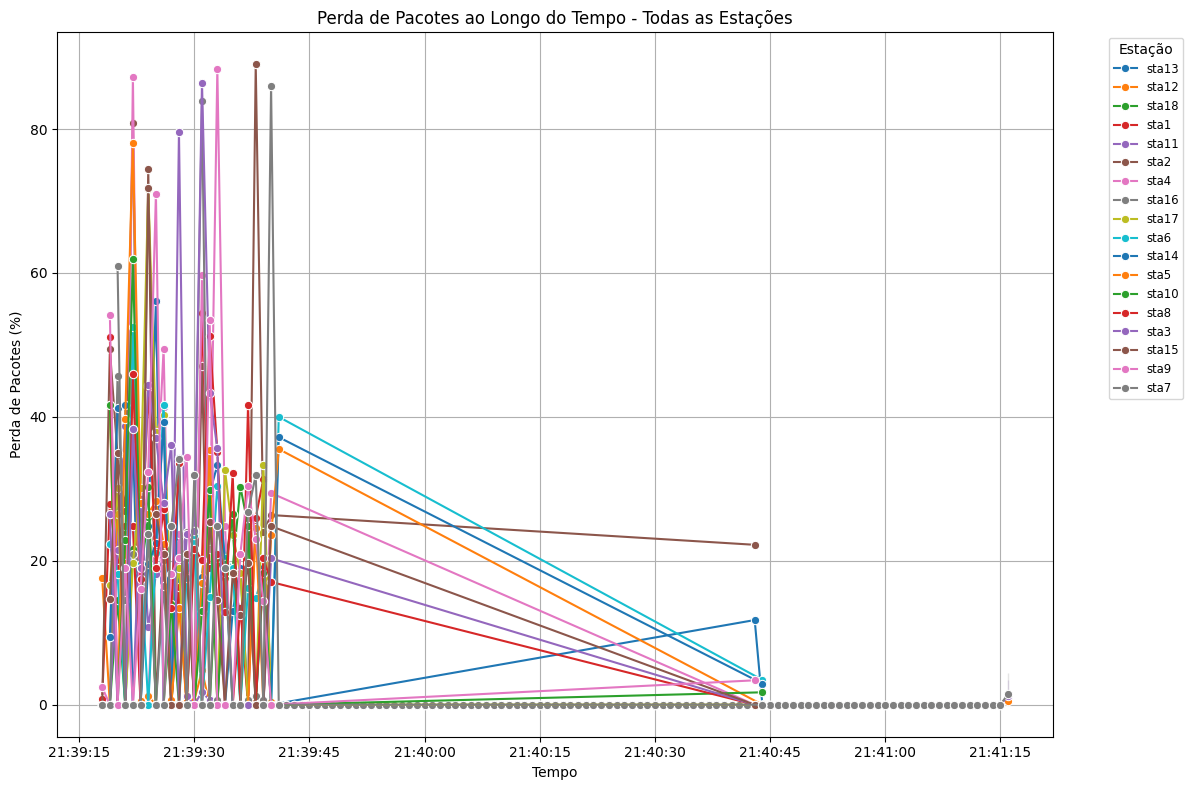 Perda de Pacotes ao Longo do Tempo - Todas as Estações
Perda de Pacotes (%)
80
60
40
20
0
21:39:15
21:39:30
21:39:45
21:40:00
21:40:15
21:40:30
21:40:45
21:41:00
21:41:15
Tempo
Estação
sta13
sta12
sta18
sta1
sta11
sta2
sta4
sta16
sta17
sta6
sta14
sta5
sta10
sta8
sta3
sta15
sta9
sta7